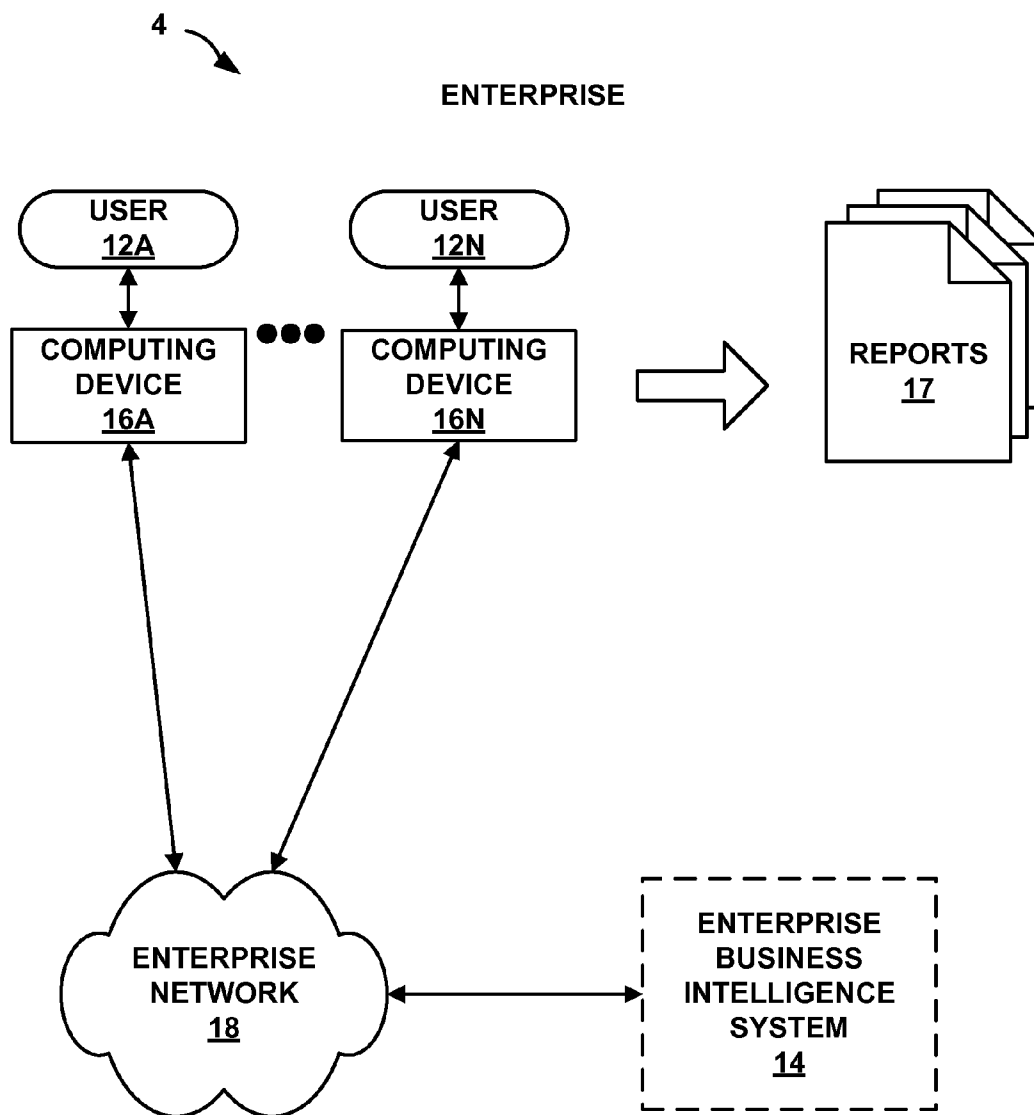 4
ENTERPRISE
USER
12A
USER
12N
COMPUTING
DEVICE
16A
COMPUTING
DEVICE
16N
REPORTS
17
ENTERPRISE
NETWORK
18
ENTERPRISE
BUSINESS
INTELLIGENCE
SYSTEM
14